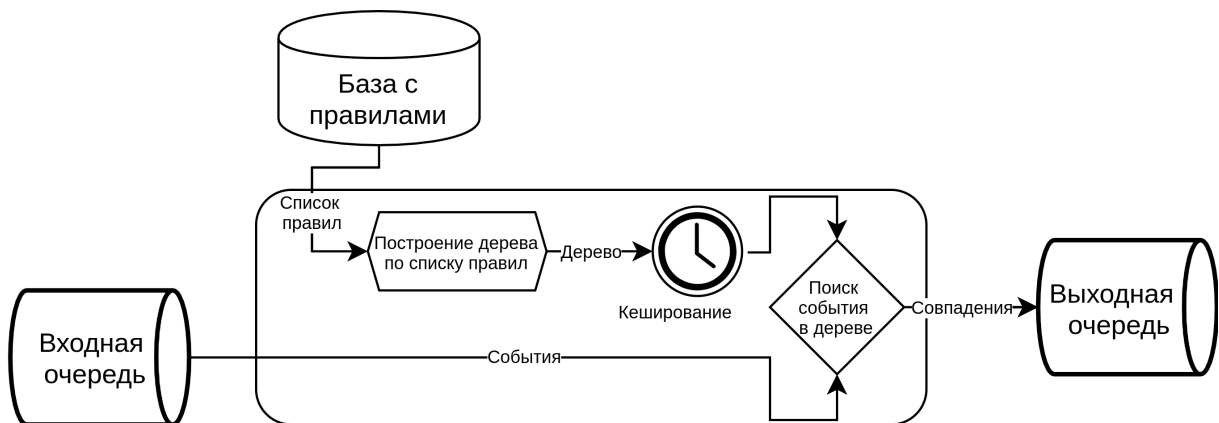 База с
правилами
Список
правил
Построение дерева
по списку правил
Дерево
Кеширование
Поиск
события
в дереве
Совпадения
Выходная
очередь
Входная
очередь
События